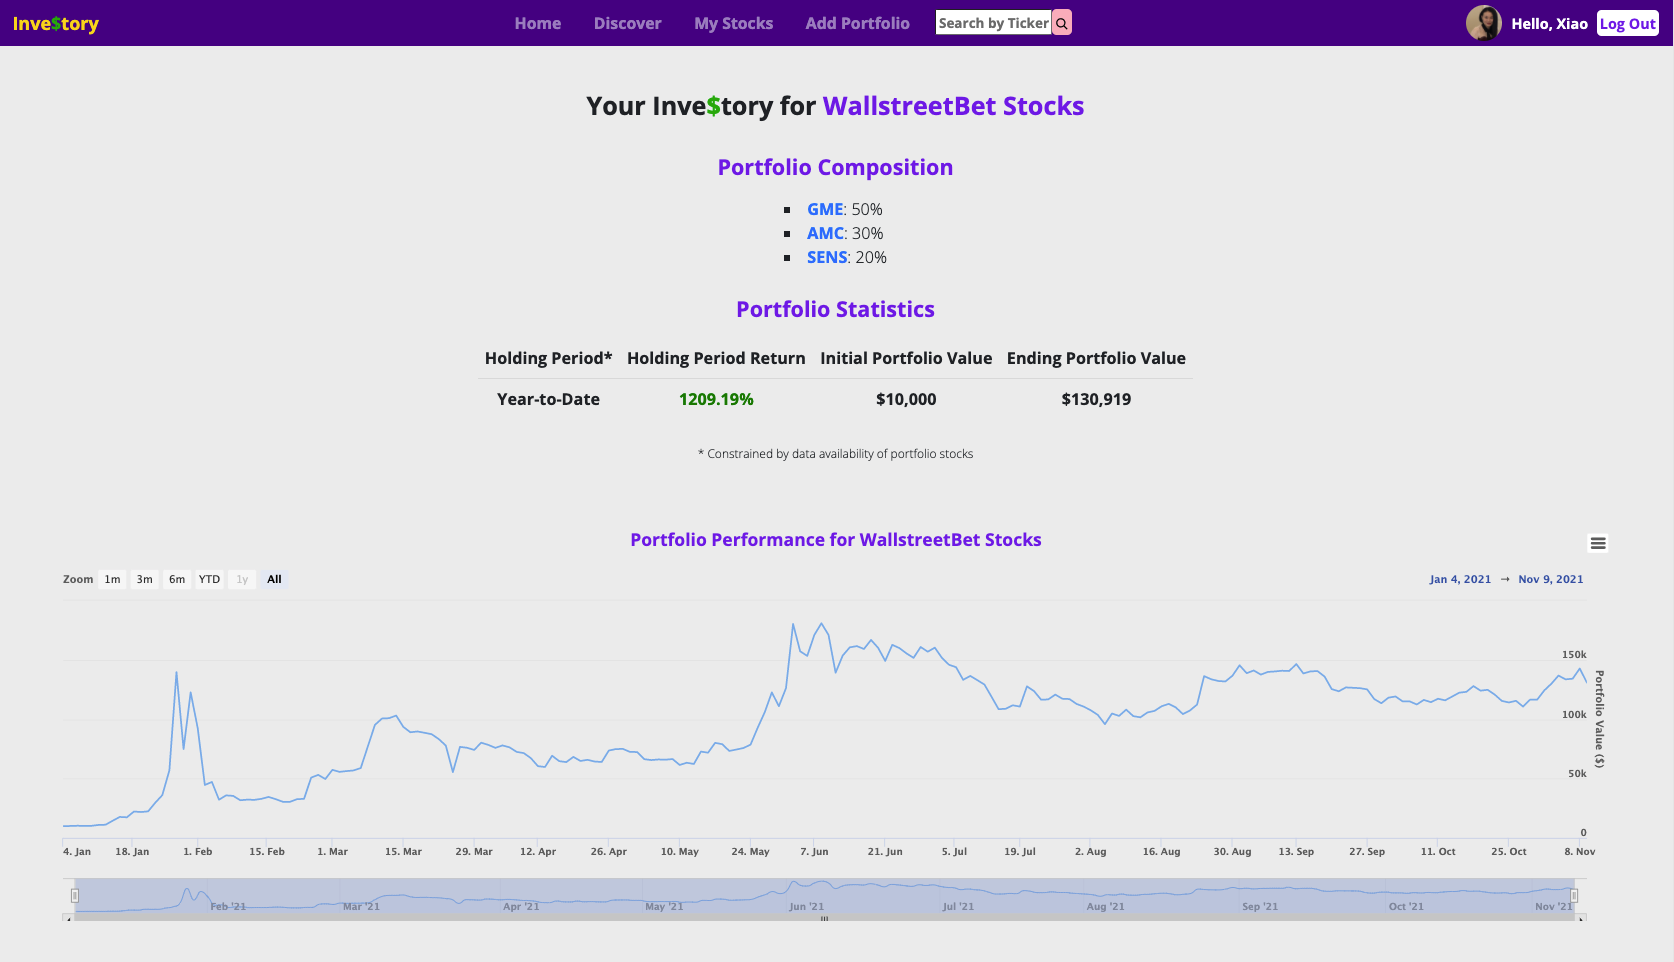 Inve$tory Home Discover My Stocks Add Portfolio Search by Ticker Hello, Xiao Log Out
Your Inve$tory for WallstreetBet Stocks
Portfolio Composition
GME: 50%
AMC: 30%
SENS: 20%
Portfolio Statistics
Holding Period* Holding Period Return Initial Portfolio Value Ending Portfolio Value
Year-to-Date 1209.19% $10,000 $130,919
* Constrained by data availability of portfolio stocks
Portfolio Performance for WallstreetBet Stocks
Zoom 1m 3m 6m YTD 1y All Jan 4, 2021 → Nov 9, 2021
150k
100k
50k
0
Portfolio Value ($)
4. Jan 18. Jan 1. Feb 15. Feb 1. Mar 15. Mar 29. Mar 12. Apr 26. Apr 10. May 24. May 7. Jun 21. Jun 5. Jul 19. Jul 2. Aug 16. Aug 30. Aug 13. Sep 27. Sep 11. Oct 25. Oct 8. Nov
Feb '21 Mar '21 Apr '21 May '21 Jun '21 Jul '21 Aug '21 Sep '21 Oct '21 Nov '21